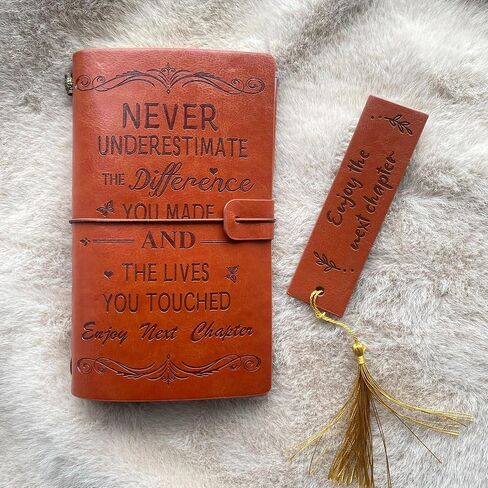 NEVER
UNDERESTIMATE
THE Difference
YOU MADE
AND
THE LIVES
YOU TOUCHED
Enjoy Next Chapter
Enjoy the
next chapter